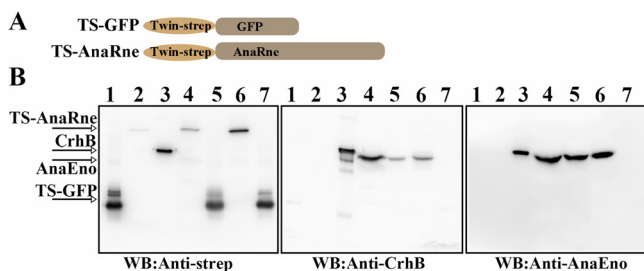 A
TS-GFP Twin-strep GFP
TS-AnaRne Twin-strep AnaRne
B
1 2 3 4 5 6 7 1 2 3 4 5 6 7 1 2 3 4 5 6 7
TS-AnaRne
CrhB
AnaEno
TS-GFP
WB:Anti-strep WB:Anti-CrhB WB:Anti-AnaEno